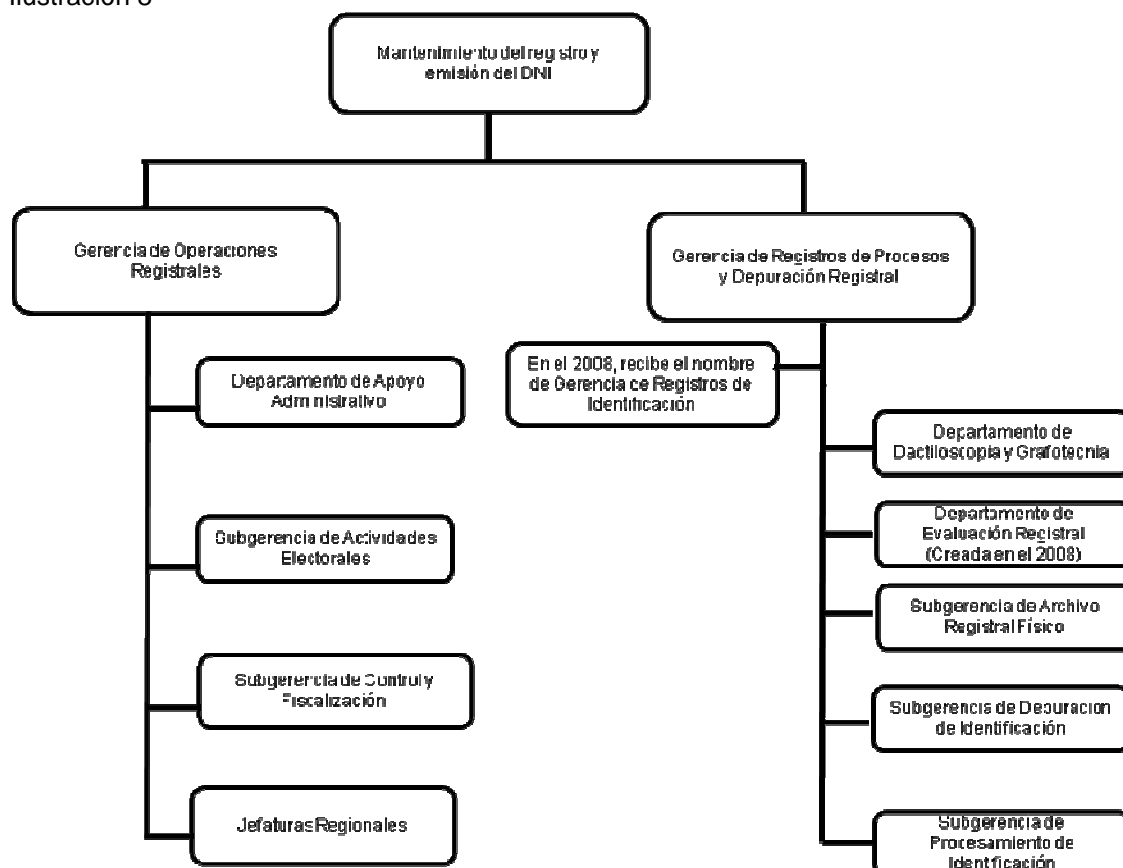 Ilustración 8
Mantenimiento del registro y
emisión del DNI
Gerencia de Operaciones
Registrales
Gerencia de Registros de Procesos
y Depuración Registral
En el 2008, recibe el nombre
de Gerencia de Registros de
Identificación
Departamento de Apoyo
Administrativo
Subgerencia de Actividades
Electorales
Subgerencia de Control y
Fiscalización
Jefaturas Regionales
Departamento de
Dactiloscopia y Grafotecnia
Departamento de
Evaluación Registral
(Creada en el 2008)
Subgerencia de Archivo
Registral Físico
Subgerencia de Depuración
de Identificación
Subgerencia de
Procesamiento de
Identificación